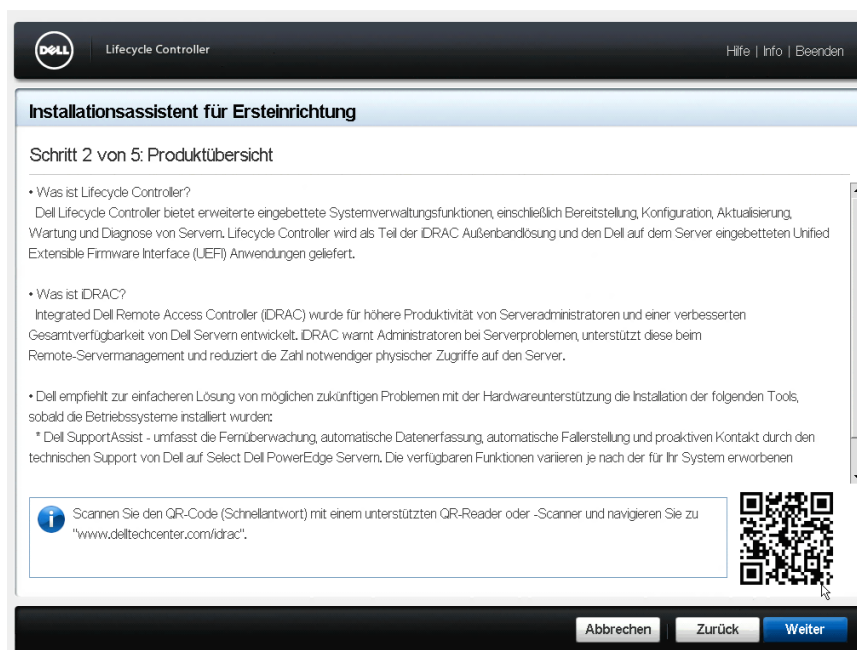 DELL Lifecycle Controller Hilfe | Info | Beenden
Installationsassistent für Ersteinrichtung
Schritt 2 von 5: Produktübersicht
• Was ist Lifecycle Controller?
Dell Lifecycle Controller bietet erweiterte eingebettete Systemverwaltungsfunktionen, einschließlich Bereitstellung, Konfiguration, Aktualisierung,
Wartung und Diagnose von Servern. Lifecycle Controller wird als Teil der iDRAC Außenbandlösung und den Dell auf dem Server eingebetteten Unified
Extensible Firmware Interface (UEFI) Anwendungen geliefert.
• Was ist iDRAC?
Integrated Dell Remote Access Controller (iDRAC) wurde für höhere Produktivität von Serveradministratoren und einer verbesserten
Gesamtverfügbarkeit von Dell Servern entwickelt. iDRAC warnt Administratoren bei Serverproblemen, unterstützt diese beim
Remote-Servermanagement und reduziert die Zahl notwendiger physischer Zugriffe auf den Server.
• Dell empfiehlt zur einfacheren Lösung von möglichen zukünftigen Problemen mit der Hardwareunterstützung die Installation der folgenden Tools,
sobald die Betriebssysteme installiert wurden:
* Dell SupportAssist - umfasst die Fernüberwachung, automatische Datenerfassung, automatische Fallerstellung und proaktiven Kontakt durch den
technischen Support von Dell auf Select Dell PowerEdge Servern. Die verfügbaren Funktionen variieren je nach der für Ihr System erworbenen
Scannen Sie den QR-Code (Schnellantwort) mit einem unterstützten QR-Reader oder -Scanner und navigieren Sie zu
"www.delltechcenter.com/idrac".
Abbrechen Zurück Weiter